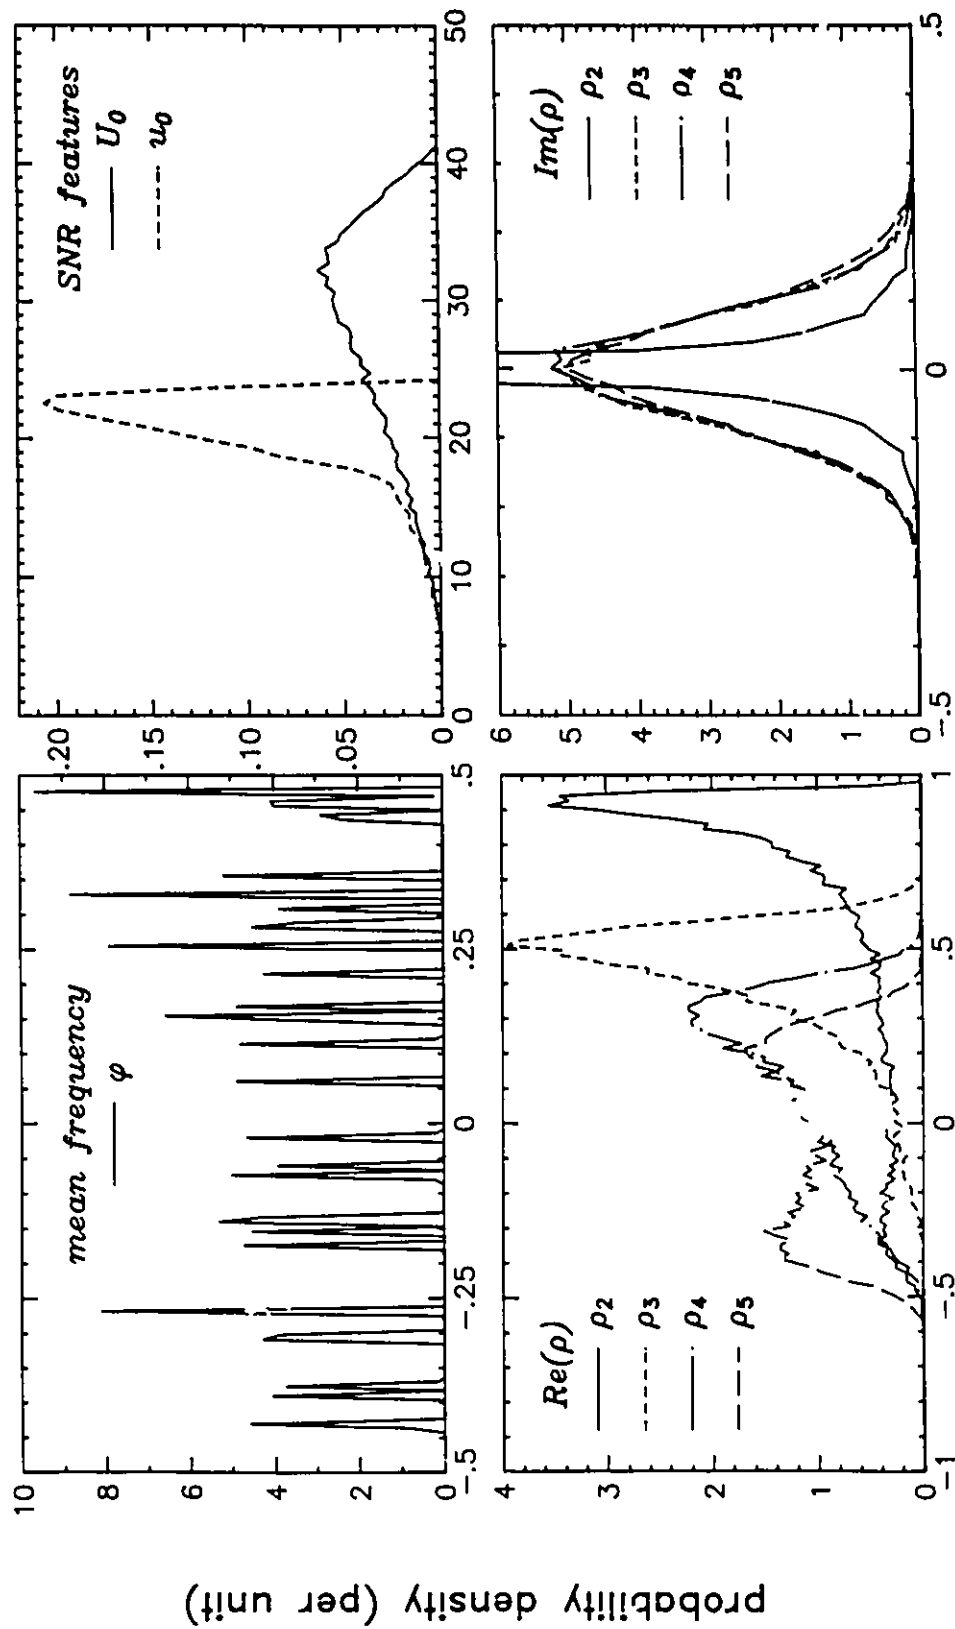 probability density (per unit)
mean frequency
φ
10
8
6
4
2
0
-.5
-.25
0
.25
.5
SNR features
U0
u0
.20
.15
.10
.05
0
0
10
20
30
40
50
Re(ρ)
ρ2
ρ3
ρ4
ρ5
4
3
2
1
0
-1
-.5
0
.5
1
Im(ρ)
ρ2
ρ3
ρ4
ρ5
6
5
4
3
2
1
0
-.5
0
.5